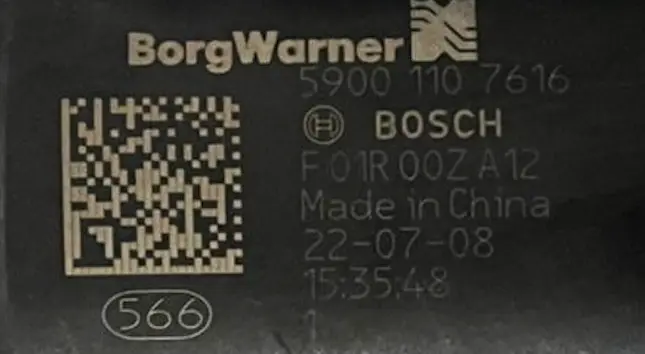 BorgWarner
5900 110 7616
BOSCH
F 01R 00Z A12
Made in China
22-07-08
15:35:48
1
566